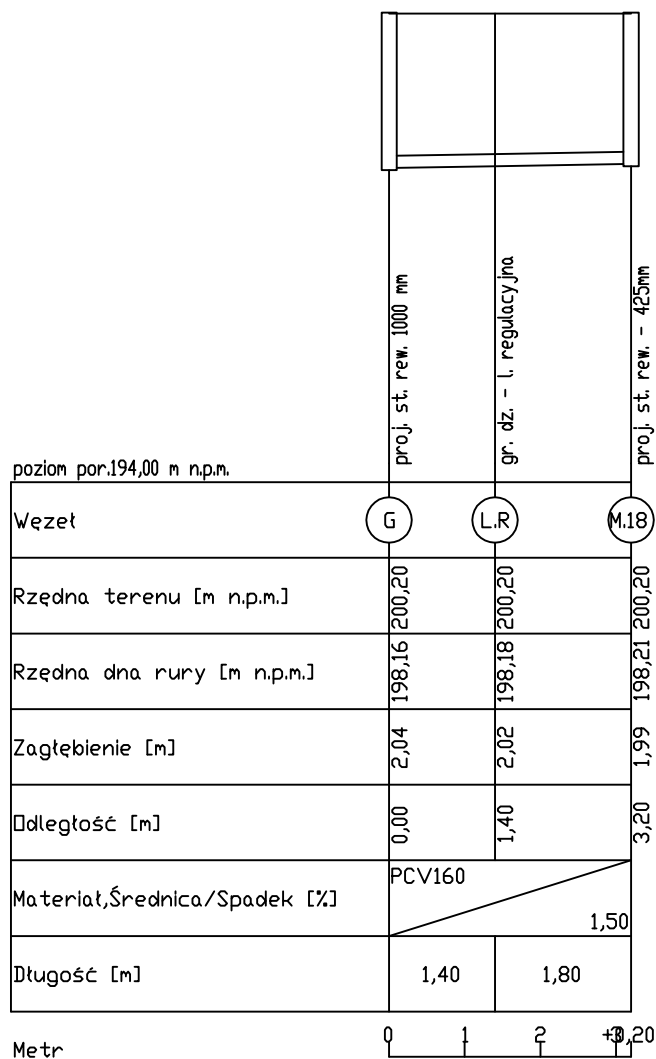 proj. st. rew. 1000 mm
gr. dz. - l. regulacyjna
proj. st. rew. - 425mm
poziom por.194,00 m n.p.m.
Węzeł G L.R M.18
Rzędna terenu [m n.p.m.] 200,20 200,20 200,20
Rzędna dna rury [m n.p.m.] 198,16 198,18 198,21
Zagłębienie [m] 2,04 2,02 1,99
Odległość [m] 0,00 1,40 3,20
Materiał,Średnica/Spadek [%] PCV160 1,50
Długość [m] 1,40 1,80
Metr 0 1 2